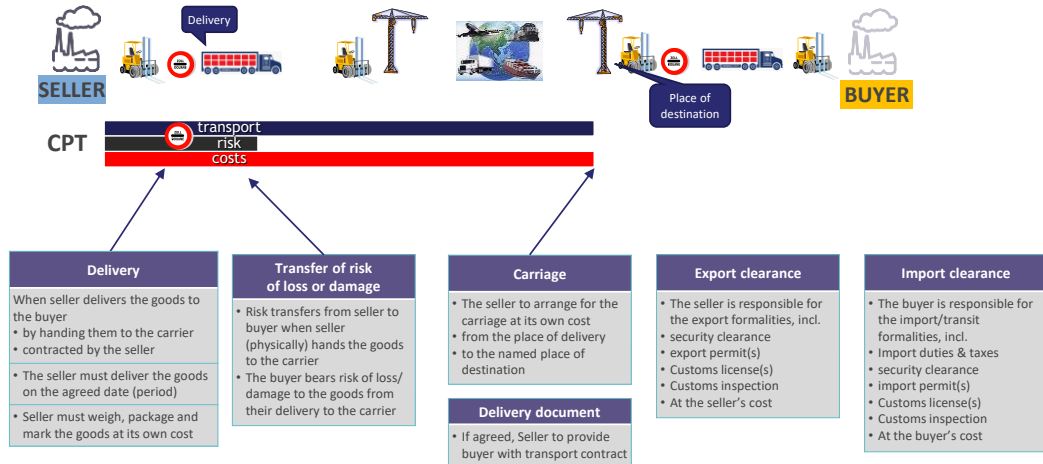 Delivery
SELLER
BUYER
Place of
destination
CPT
transport
risk
costs
Delivery
When seller delivers the goods to
the buyer
• by handing them to the carrier
• contracted by the seller
• The seller must deliver the goods
on the agreed date (period)
• Seller must weigh, package and
mark the goods at its own cost
Transfer of risk
of loss or damage
• Risk transfers from seller to
buyer when seller
(physically) hands the goods
to the carrier
• The buyer bears risk of loss/
damage to the goods from
their delivery to the carrier
Carriage
• The seller to arrange for the
carriage at its own cost
• from the place of delivery
• to the named place of
destination
Delivery document
• If agreed, Seller to provide
buyer with transport contract
Export clearance
• The seller is responsible for
the export formalities, incl.
• security clearance
• export permit(s)
• Customs license(s)
• Customs inspection
• At the seller's cost
Import clearance
• The buyer is responsible for
the import/transit
formalities, incl.
• Import duties & taxes
• security clearance
• import permit(s)
• Customs license(s)
• Customs inspection
• At the buyer's cost